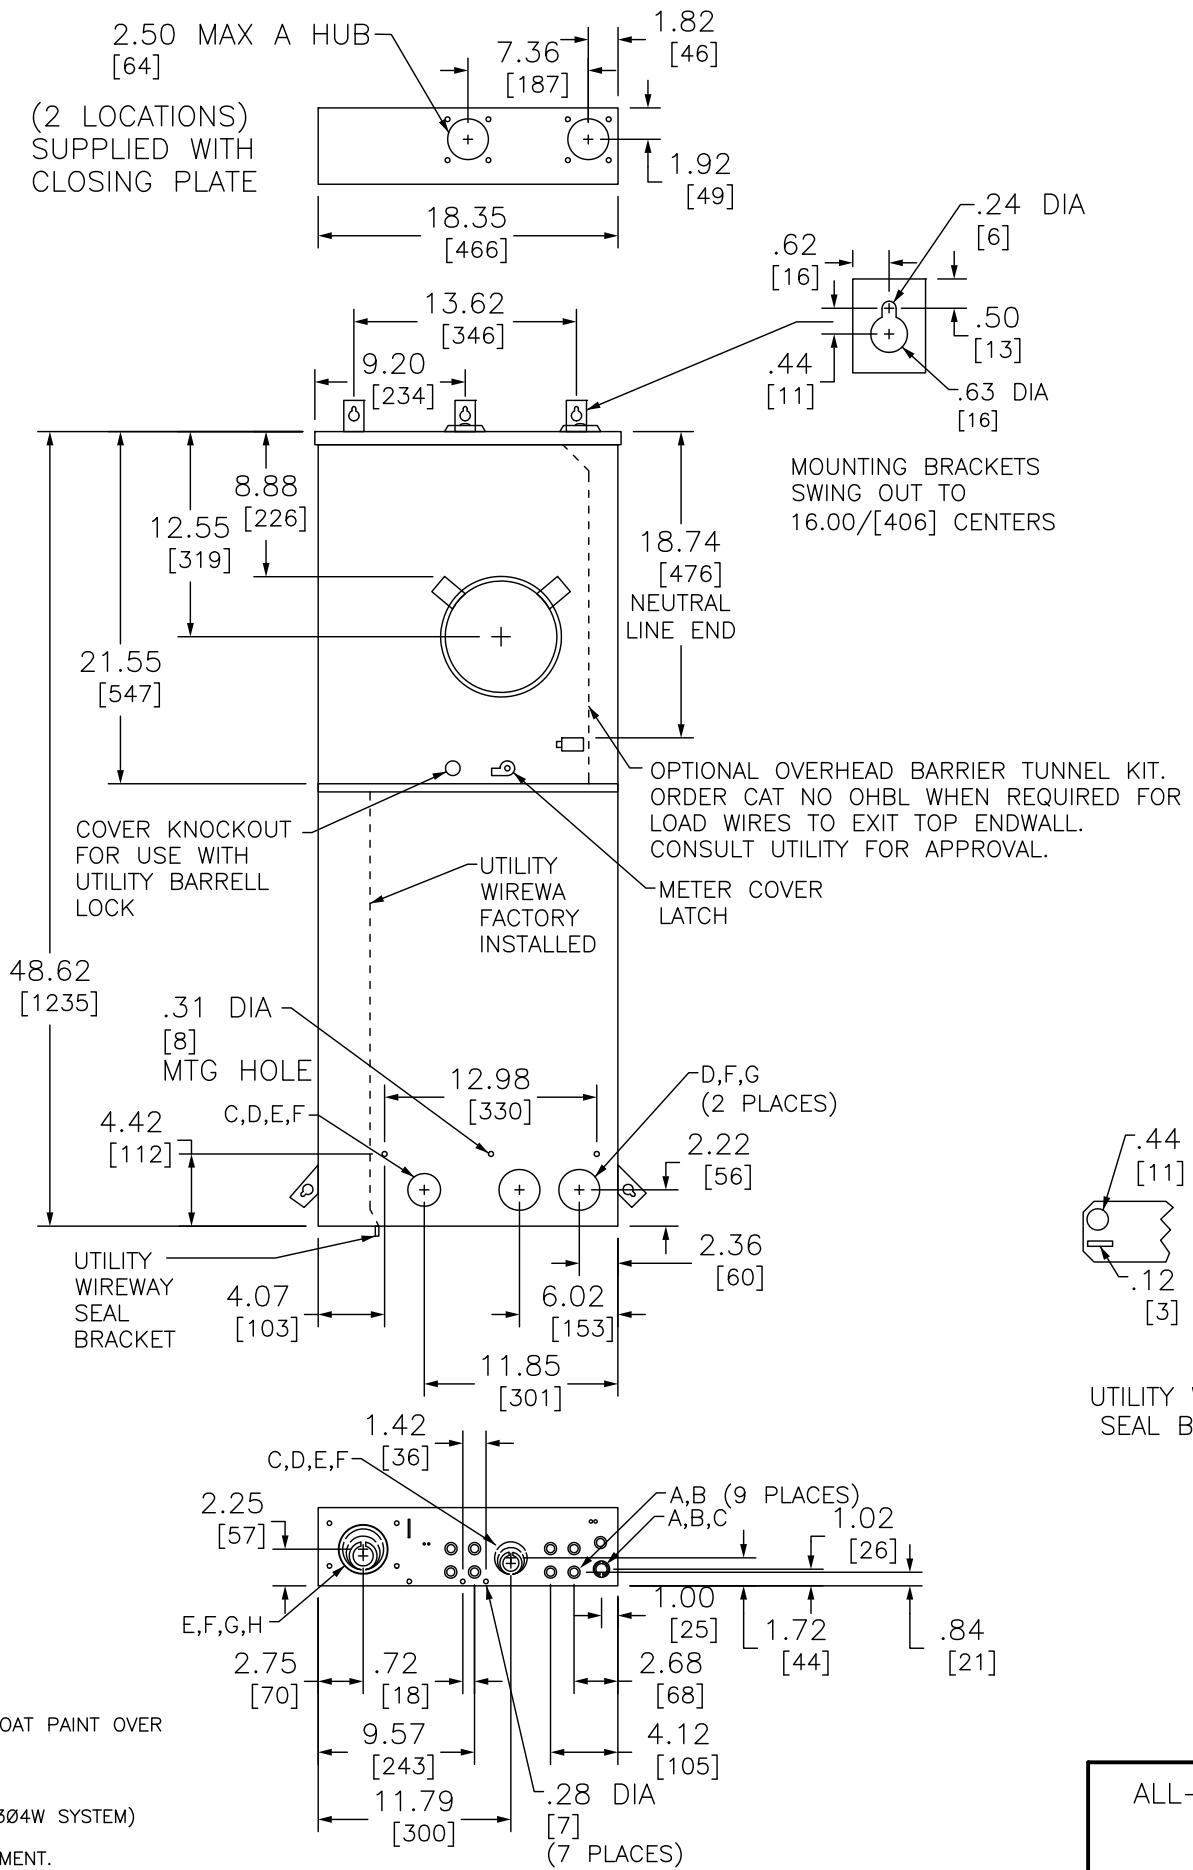 2.50 MAX A HUB
[64]
(2 LOCATIONS)
SUPPLIED WITH
CLOSING PLATE
7.36
[187]
1.82
[46]
1.92
[49]
18.35
[466]
.24 DIA
[6]
.62
[16]
.50
[13]
.44
[11]
.63 DIA
[16]
MOUNTING BRACKETS
SWING OUT TO
16.00/[406] CENTERS
13.62
[346]
9.20
[234]
8.88
[226]
12.55
[319]
18.74
[476]
NEUTRAL
LINE END
21.55
[547]
OPTIONAL OVERHEAD BARRIER TUNNEL KIT.
ORDER CAT NO OHBL WHEN REQUIRED FOR
LOAD WIRES TO EXIT TOP ENDWALL.
CONSULT UTILITY FOR APPROVAL.
COVER KNOCKOUT
FOR USE WITH
UTILITY BARRELL
LOCK
UTILITY
WIREWA
FACTORY
INSTALLED
METER COVER
LATCH
48.62
[1235]
.31 DIA
[8]
MTG HOLE
12.98
[330]
D,F,G
(2 PLACES)
C,D,E,F
4.42
[112]
2.22
[56]
.44
[11]
.12
[3]
UTILITY
WIREWAY
SEAL
BRACKET
2.36
[60]
4.07
[103]
6.02
[153]
11.85
[301]
UTILITY
SEAL B
1.42
[36]
C,D,E,F
2.25
[57]
A,B (9 PLACES)
A,B,C
1.02
[26]
E,F,G,H
1.00
[25]
1.72
[44]
.84
[21]
2.75
[70]
.72
[18]
2.68
[68]
9.57
[243]
4.12
[105]
11.79
[300]
.28 DIA
[7]
(7 PLACES)
OAT PAINT OVER
3Ø4W SYSTEM)
MENT.
ALL-